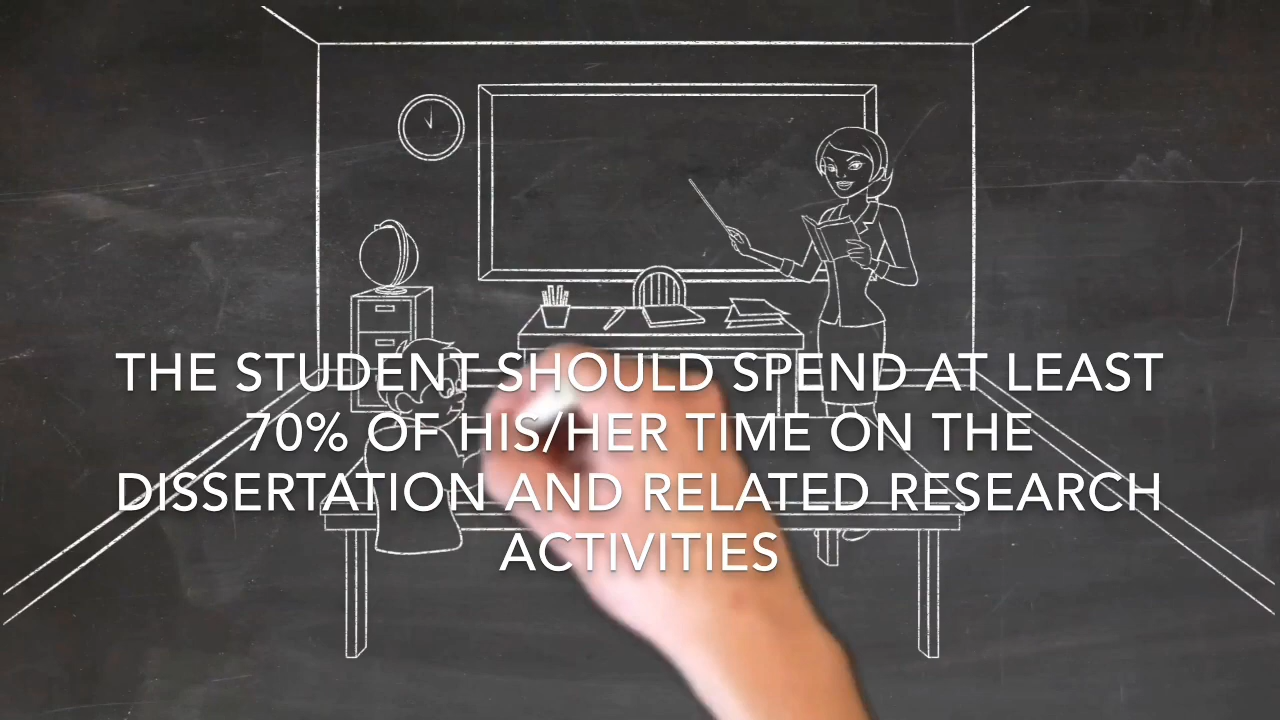 THE STUDENT SHOULD SPEND AT LEAST
70% OF HIS/HER TIME ON THE
DISSERTATION AND RELATED RESEARCH
ACTIVITIES